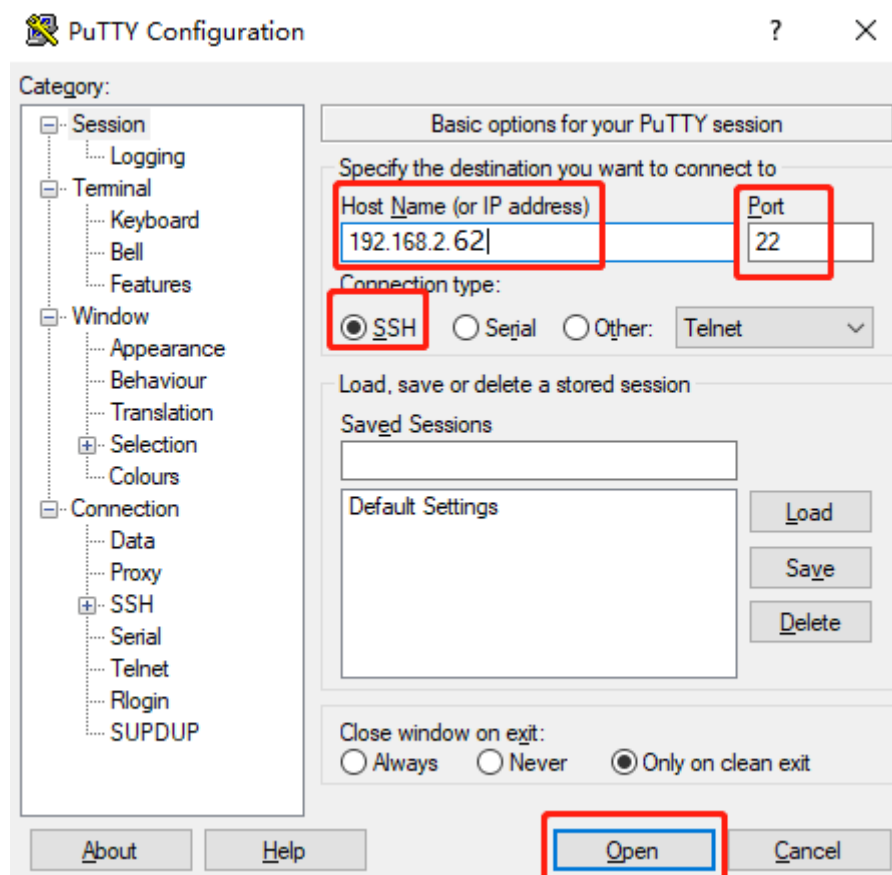 PuTTY Configuration
?
Category:
Session
Logging
Terminal
Keyboard
Bell
Features
Window
Appearance
Behaviour
Translation
Selection
Colours
Connection
Data
Proxy
SSH
Serial
Telnet
Rlogin
SUPDUP
Basic options for your PuTTY session
Specify the destination you want to connect to
Host Name (or IP address) Port
192.168.2.62 22
Connection type:
SSH Serial Other: Telnet
Load, save or delete a stored session
Saved Sessions
Default Settings
Load
Save
Delete
Close window on exit:
Always Never Only on clean exit
About Help Open Cancel